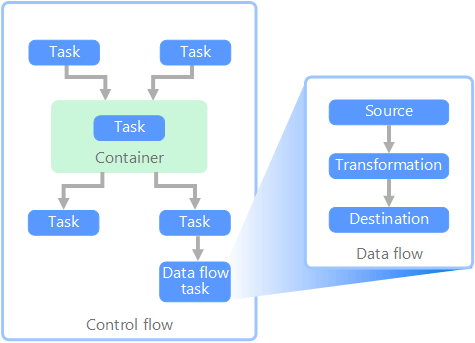 Task
Task
Task
Container
Task
Task
Data flow
task
Control flow
Source
Transformation
Destination
Data flow